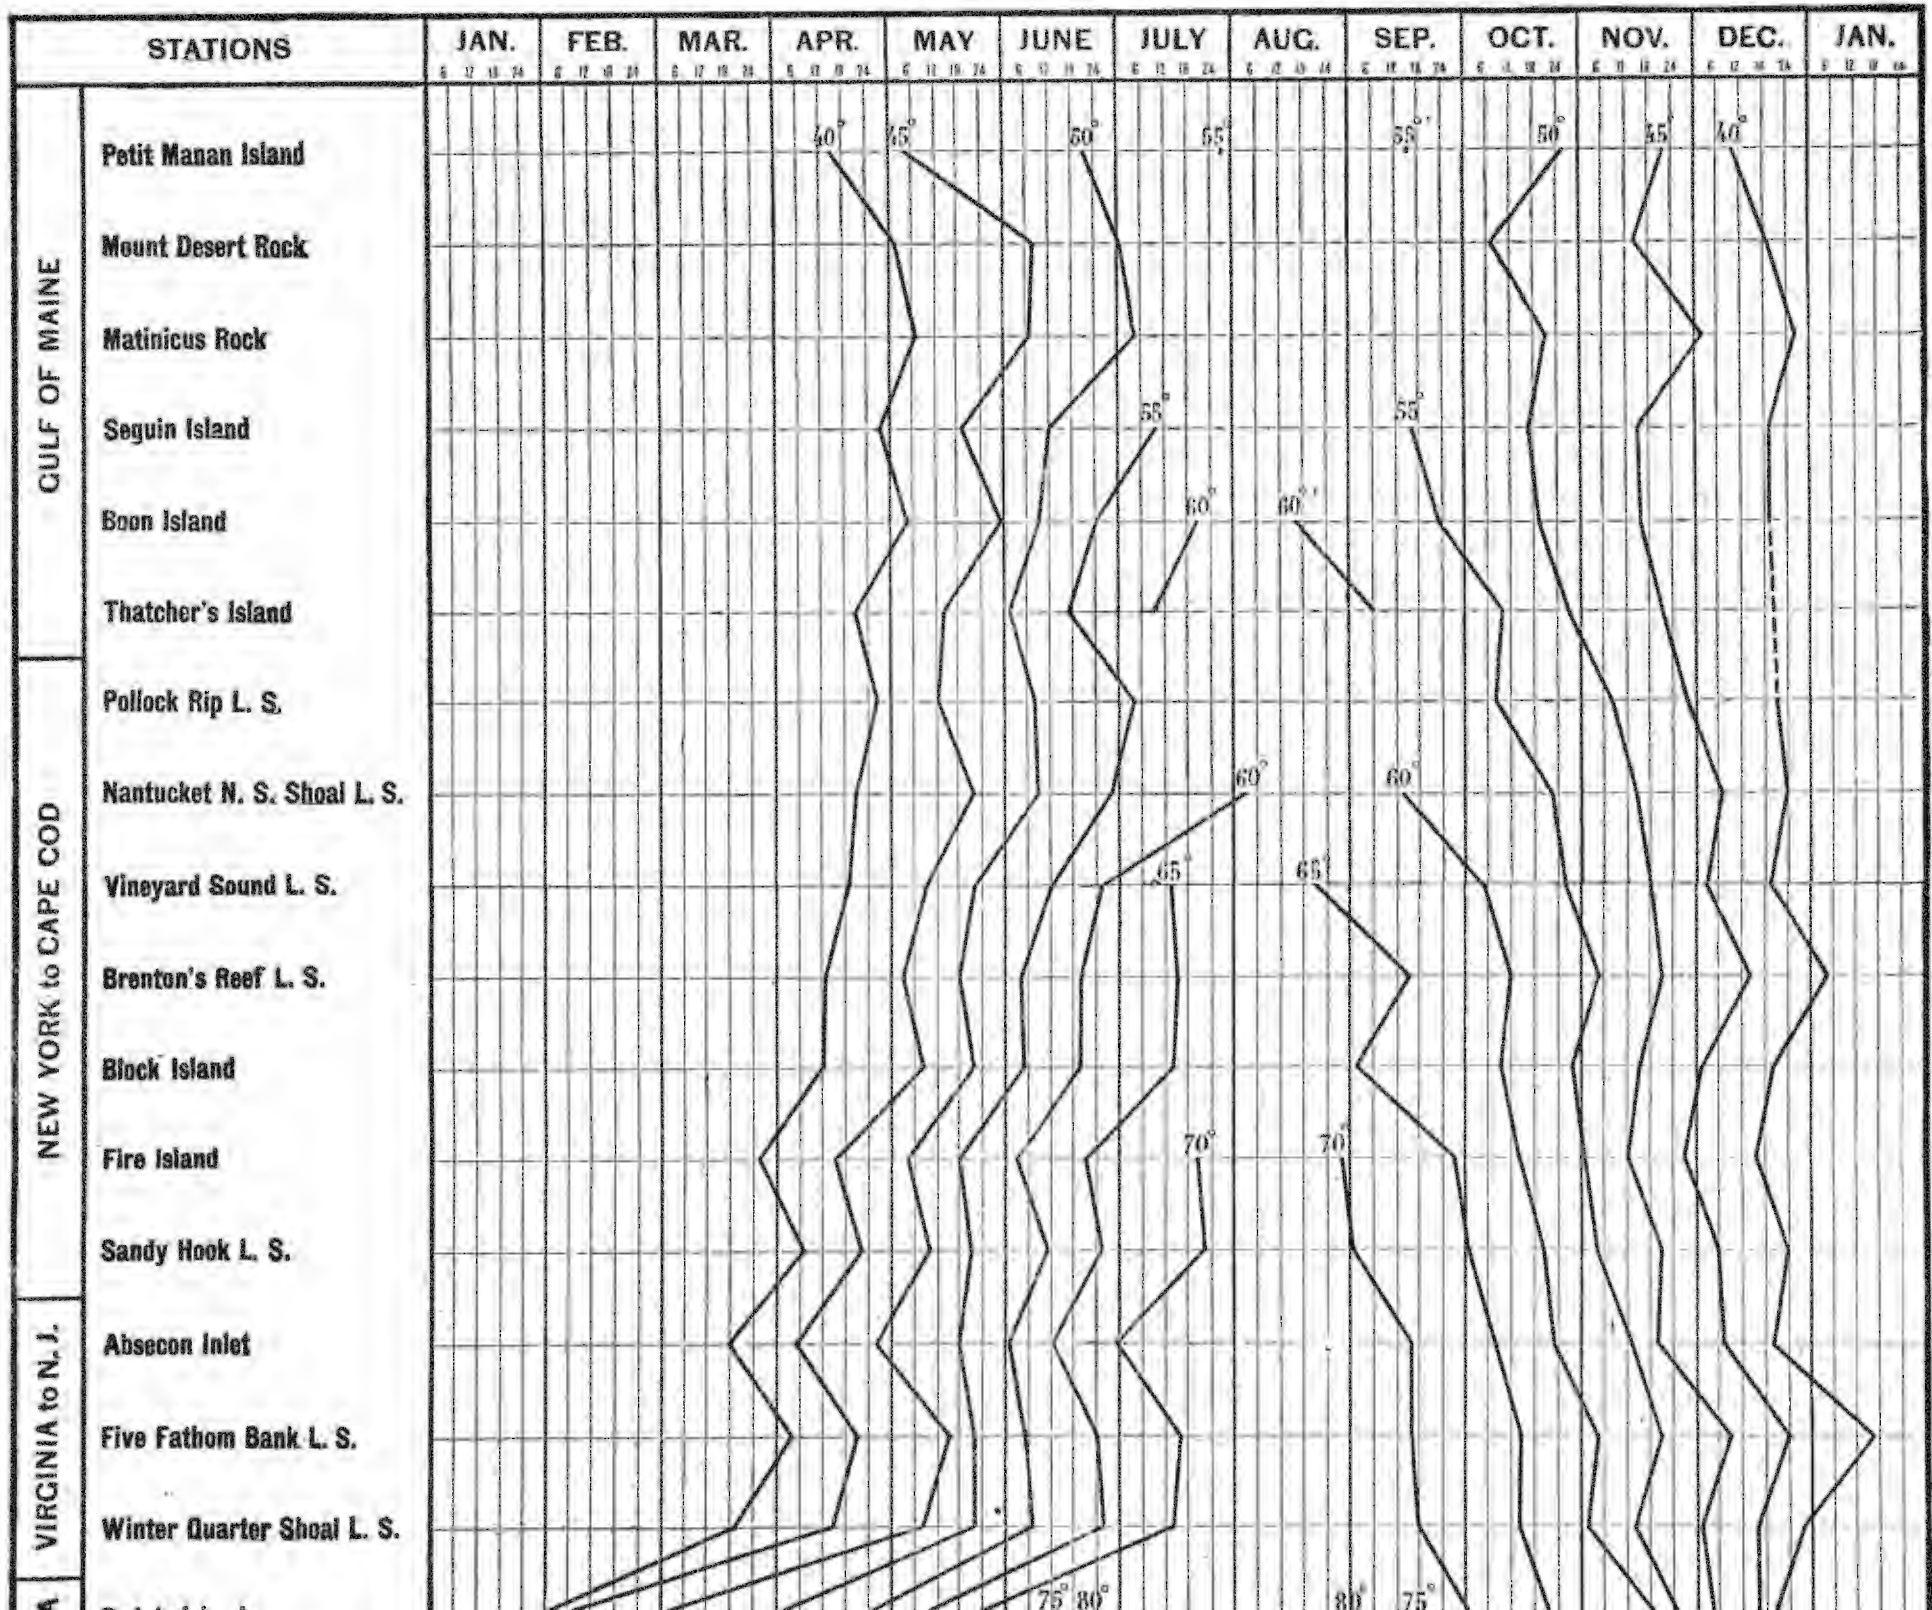 STATIONS JAN. FEB. MAR. APR. MAY JUNE JULY AUG. SEP. OCT. NOV. DEC. JAN.
GULF OF MAINE
Petit Manan Island 40° 45° 50° 55° 55° 50° 45° 40°
Mount Desert Rock
Matinicus Rock
Seguin Island 55° 55°
Boon Island 60° 60°
Thatcher's Island
NEW YORK to CAPE COD
Pollock Rip L. S.
Nantucket N. S. Shoal L. S. 60° 60°
Vineyard Sound L. S. 65° 65°
Brenton's Reef L. S.
Block Island
Fire Island 70° 70°
Sandy Hook L. S.
VIRGINIA to N. J.
Absecon Inlet
Five Fathom Bank L. S.
Winter Quarter Shoal L. S.
75° 80° 80° 75°